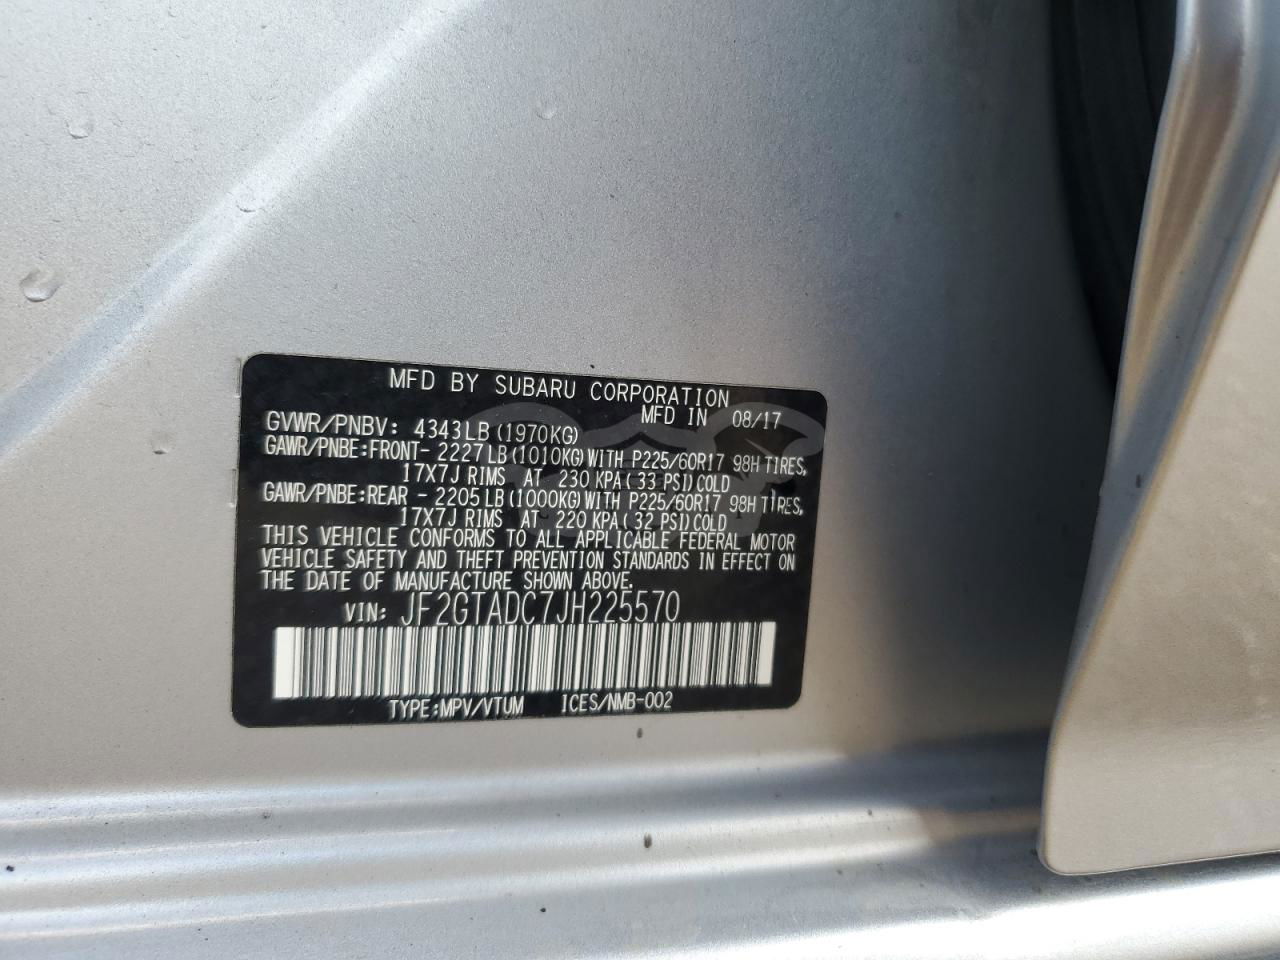 MFD BY SUBARU CORPORATION
MFD IN 08/17
GVWR/PNBV: 4343LB(1970KG)
GAWR/PNBE:FRONT- 2227LB(1010KG)WITH P225/60R17 98H TIRES,
17X7J RIMS AT 230 KPA(33 PSI)COLD
GAWR/PNBE:REAR - 2205LB(1000KG)WITH P225/60R17 98H TIRES,
17X7J RIMS AT 220 KPA(32 PSI)COLD
THIS VEHICLE CONFORMS TO ALL APPLICABLE FEDERAL MOTOR
VEHICLE SAFETY AND THEFT PREVENTION STANDARDS IN EFFECT ON
THE DATE OF MANUFACTURE SHOWN ABOVE.
VIN: JF2GTADC7JH225570
TYPE:MPV/VTUM ICES/NMB-002